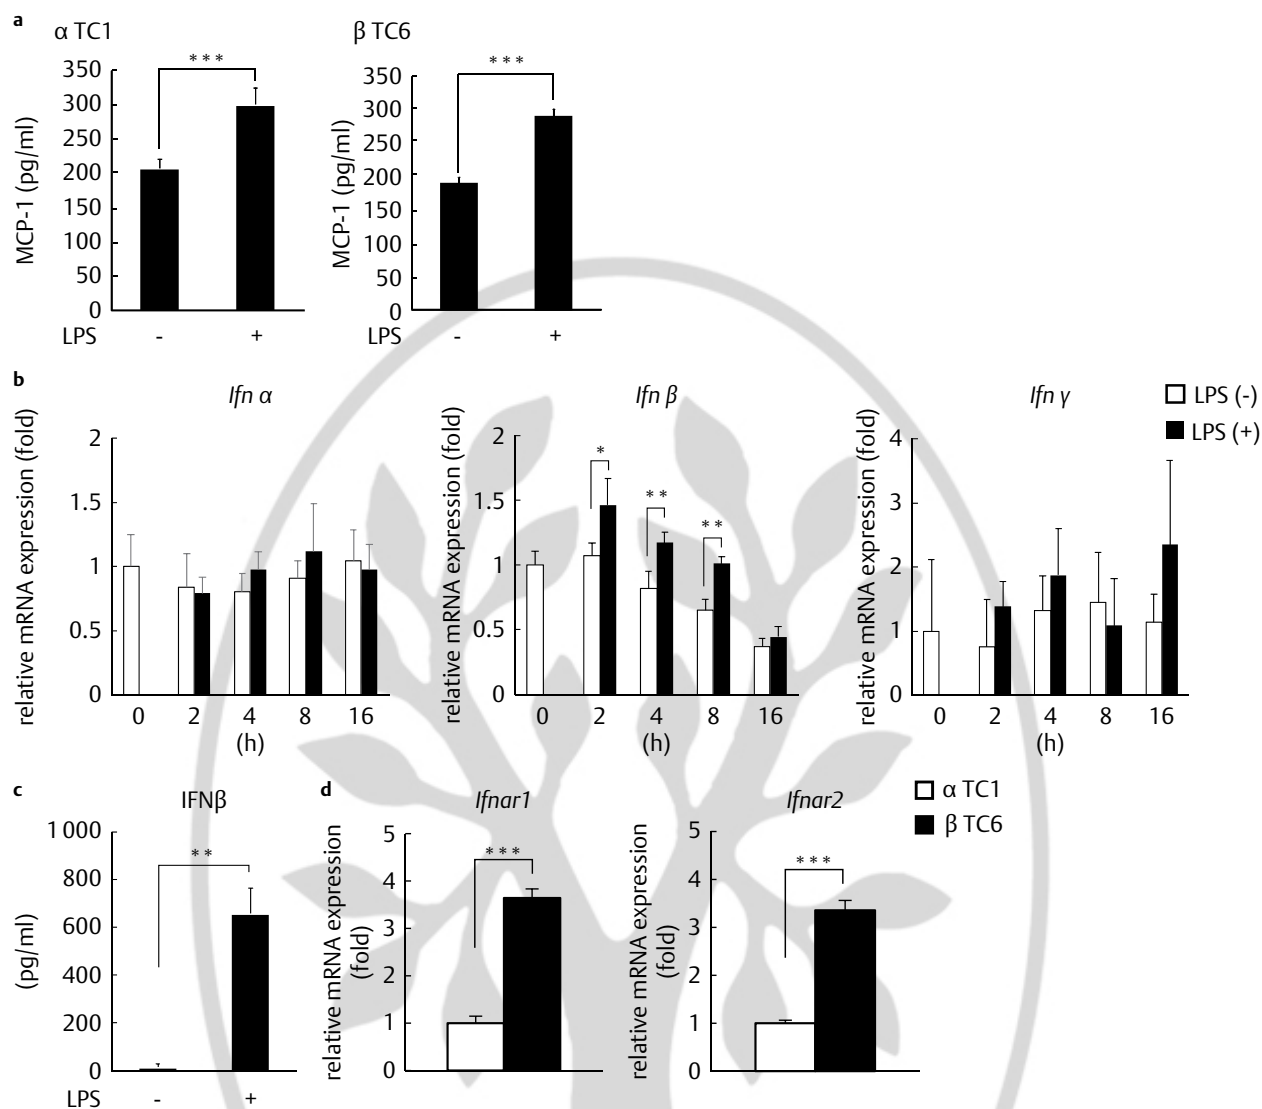 a
α TC1
β TC6
***
***
350
300
250
200
150
100
50
0
MCP-1 (pg/ml)
LPS
-
+
350
300
250
200
150
100
50
0
MCP-1 (pg/ml)
LPS
-
+
b
Ifn α
Ifn β
Ifn γ
LPS (-)
LPS (+)
relative mRNA expression (fold)
2
1.5
1
0.5
0
0 2 4 8 16
(h)
relative mRNA expression (fold)
2
1.5
1
0.5
0
*
**
**
0 2 4 8 16
(h)
relative mRNA expression (fold)
4
3
2
1
0
0 2 4 8 16
(h)
c
IFNβ
(pg/ml)
1 000
800
600
400
200
0
**
LPS
-
+
d
Ifnar1
Ifnar2
α TC1
β TC6
relative mRNA expression
(fold)
5
4
3
2
1
0
***
relative mRNA expression
(fold)
5
4
3
2
1
0
***